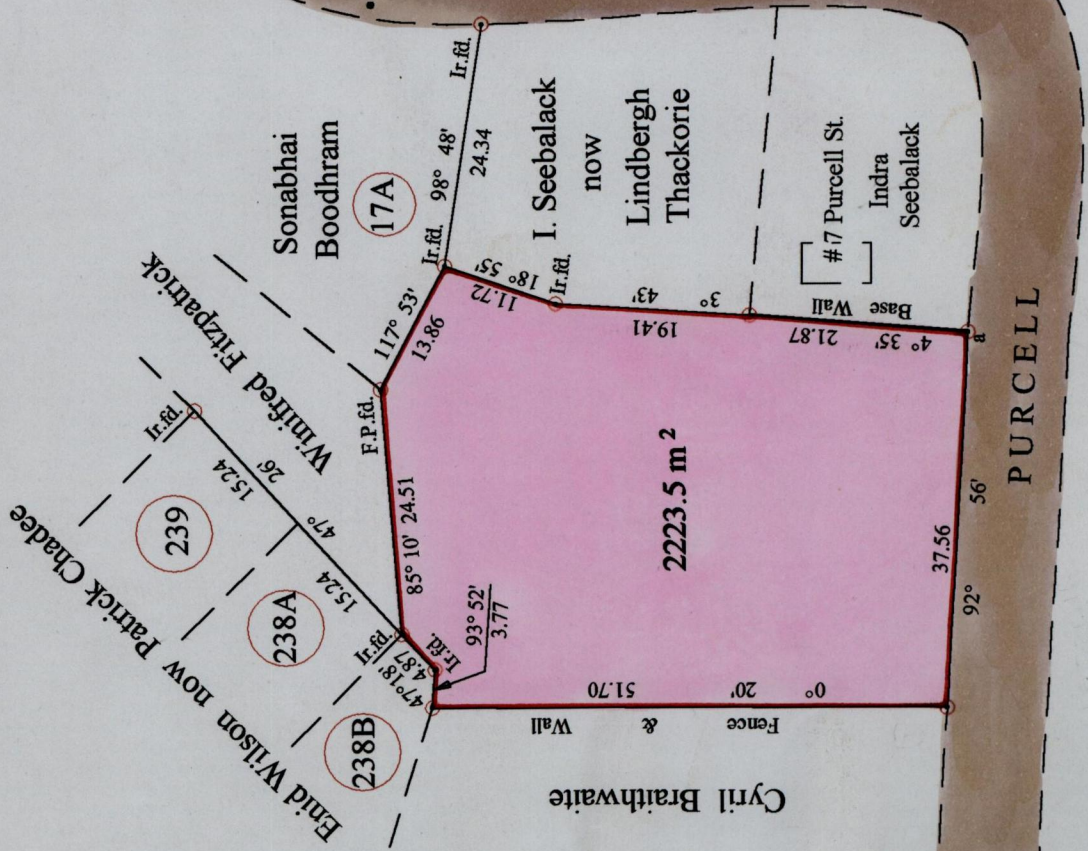 Ir.fd.
98° 48'
24.34
Sonabhai
Boodhram
17A
I. Seebalack
now
Lindbergh
Thackorie
#7 Purcell St.
Indra
Seebalack
Winifred Fitzpatrick
117° 53'
13.86
Ir.fd.
18° 55'
11.72
Ir.fd.
3° 43'
19.41
Base Wall
4° 35'
21.87
a
F.P.fd.
85° 10' 24.51
Ir.fd.
47° 26'
15.24
15.24
239
238A
238B
Enid Wilson now Patrick Chadee
Ir.fd.
47°18'
4.87
Ir.fd.
93° 52'
3.77
2223.5 m²
0° 20' 51.70
Fence & Wall
Cyril Braithwaite
37.56
92° 56'
PURCELL